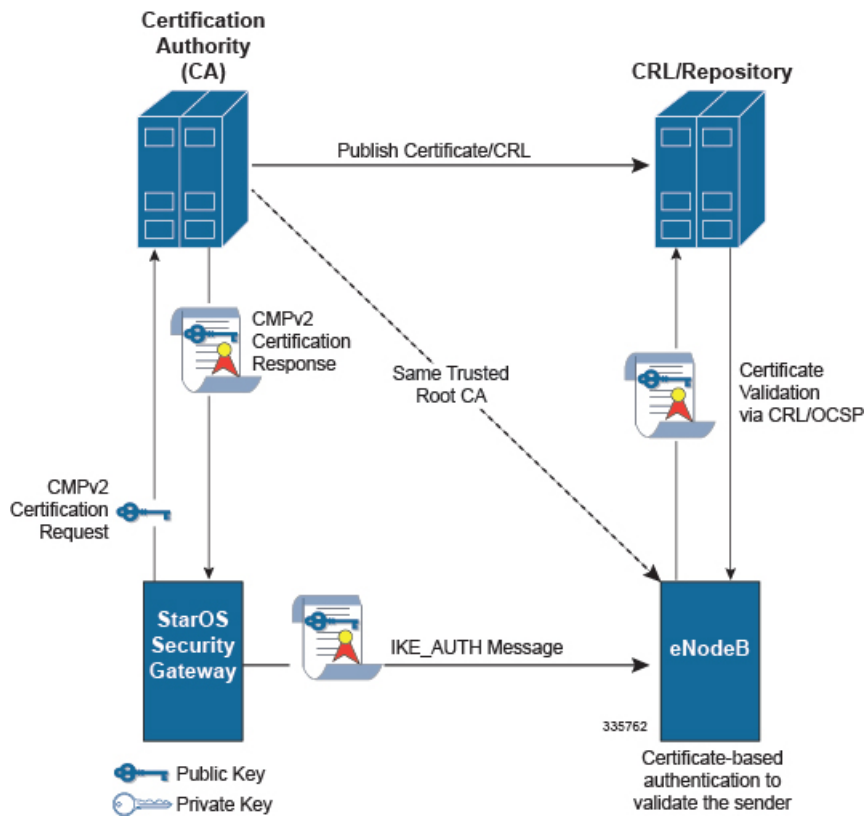 Certification
Authority
(CA)
CRL/Repository
Publish Certificate/CRL
CMPv2
Certification
Response
Same Trusted
Root CA
Certificate
Validation
via CRL/OCSP
CMPv2
Certification
Request
StarOS
Security
Gateway
IKE_AUTH Message
eNodeB
335762
Public Key
Private Key
Certificate-based
authentication to
validate the sender